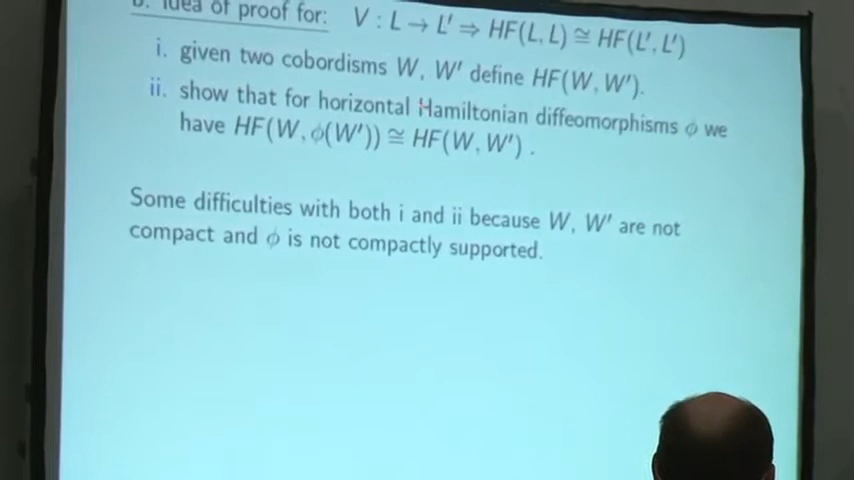 b. Idea of proof for: V : L → L′ ⇒ HF(L, L) ≅ HF(L′, L′)
i. given two cobordisms W, W′ define HF(W, W′).
ii. show that for horizontal Hamiltonian diffeomorphisms ϕ we
have HF(W, ϕ(W′)) ≅ HF(W, W′) .
Some difficulties with both i and ii because W, W′ are not
compact and ϕ is not compactly supported.